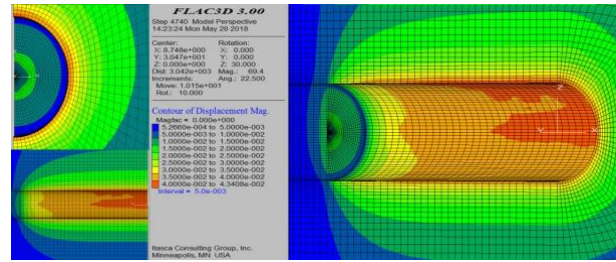 FLAC3D 3.00
Step 4740 Model Perspective
14:23:24 Mon May 28 2018
Center: Rotation:
X: 8.748e+000 X: 0.000
Y: 3.047e+001 Y: 0.000
Z: 0.000e+000 Z: 30.000
Dist: 3.042e+003 Mag.: 69.4
Increments: Ang.: 22.500
Move: 1.015e+001
Rot.: 10.000
Contour of Displacement Mag.
Magfac = 0.000e+000
5.2660e-004 to 5.0000e-003
5.0000e-003 to 1.0000e-002
1.0000e-002 to 1.5000e-002
1.5000e-002 to 2.0000e-002
2.0000e-002 to 2.5000e-002
2.5000e-002 to 3.0000e-002
3.0000e-002 to 3.5000e-002
3.5000e-002 to 4.0000e-002
4.0000e-002 to 4.3408e-002
Interval = 5.0e-003
Itasca Consulting Group, Inc.
Minneapolis, MN USA
Z
Y
X